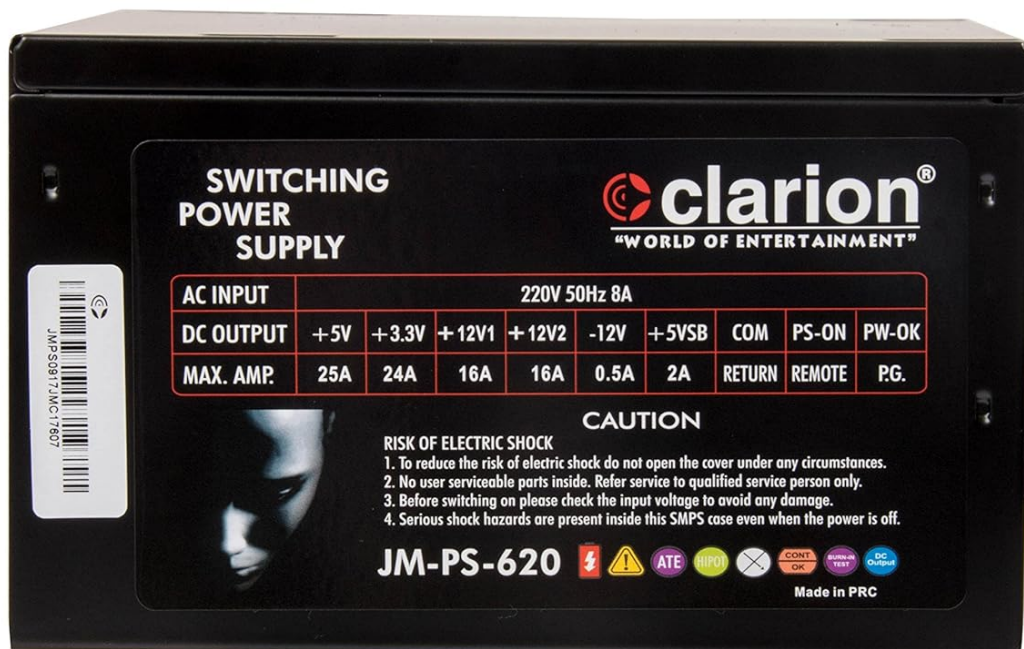 SWITCHING
POWER
SUPPLY
clarion®
"WORLD OF ENTERTAINMENT"
AC INPUT 220V 50Hz 8A
DC OUTPUT +5V +3.3V +12V1 +12V2 -12V +5VSB COM PS-ON PW-OK
MAX. AMP. 25A 24A 16A 16A 0.5A 2A RETURN REMOTE P.G.
CAUTION
RISK OF ELECTRIC SHOCK
1. To reduce the risk of electric shock do not open the cover under any circumstances.
2. No user serviceable parts inside. Refer service to qualified service person only.
3. Before switching on please check the input voltage to avoid any damage.
4. Serious shock hazards are present inside this SMPS case even when the power is off.
JM-PS-620
ATE
HIPOT
CONT
OK
BURN-IN
TEST
DC
Output
Made in PRC
JMPS0917JMC17607